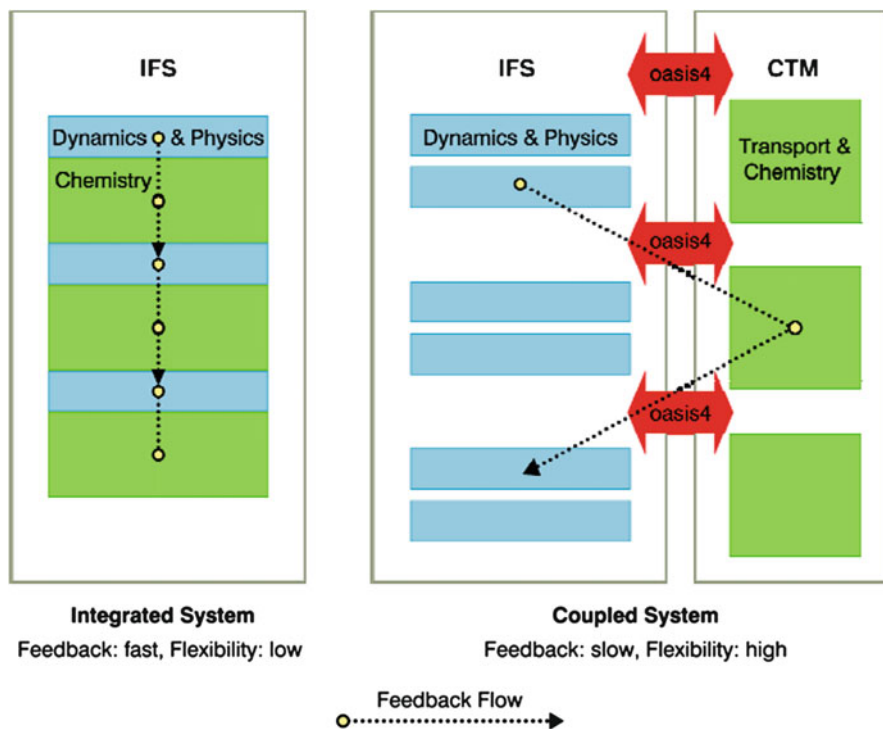 IFS
Dynamics & Physics
Chemistry
Integrated System
Feedback: fast, Flexibility: low
IFS
oasis4
CTM
Dynamics & Physics
Transport &
Chemistry
oasis4
oasis4
Coupled System
Feedback: slow, Flexibility: high
Feedback Flow